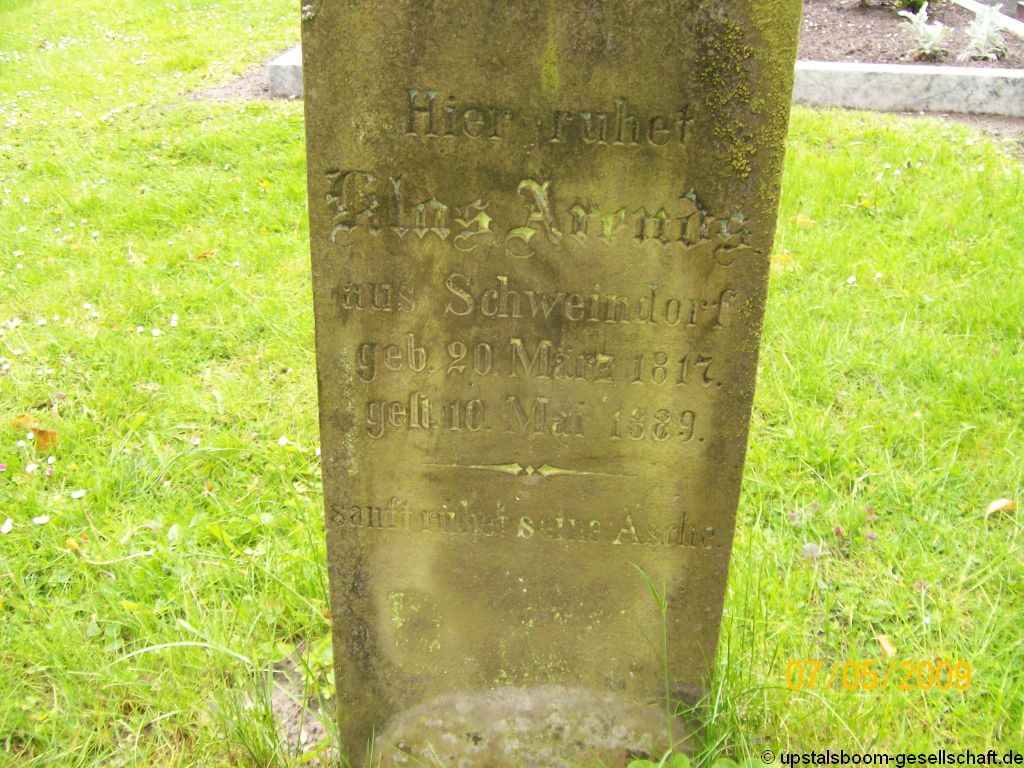 Hier ruhet
Klas Arends
aus Schweindorf
geb. 20. März 1817.
gest. 10. Mai 1889.
sanft ruhet seine Asche.
07/05/2009
© upstalsboom-gesellschaft.de